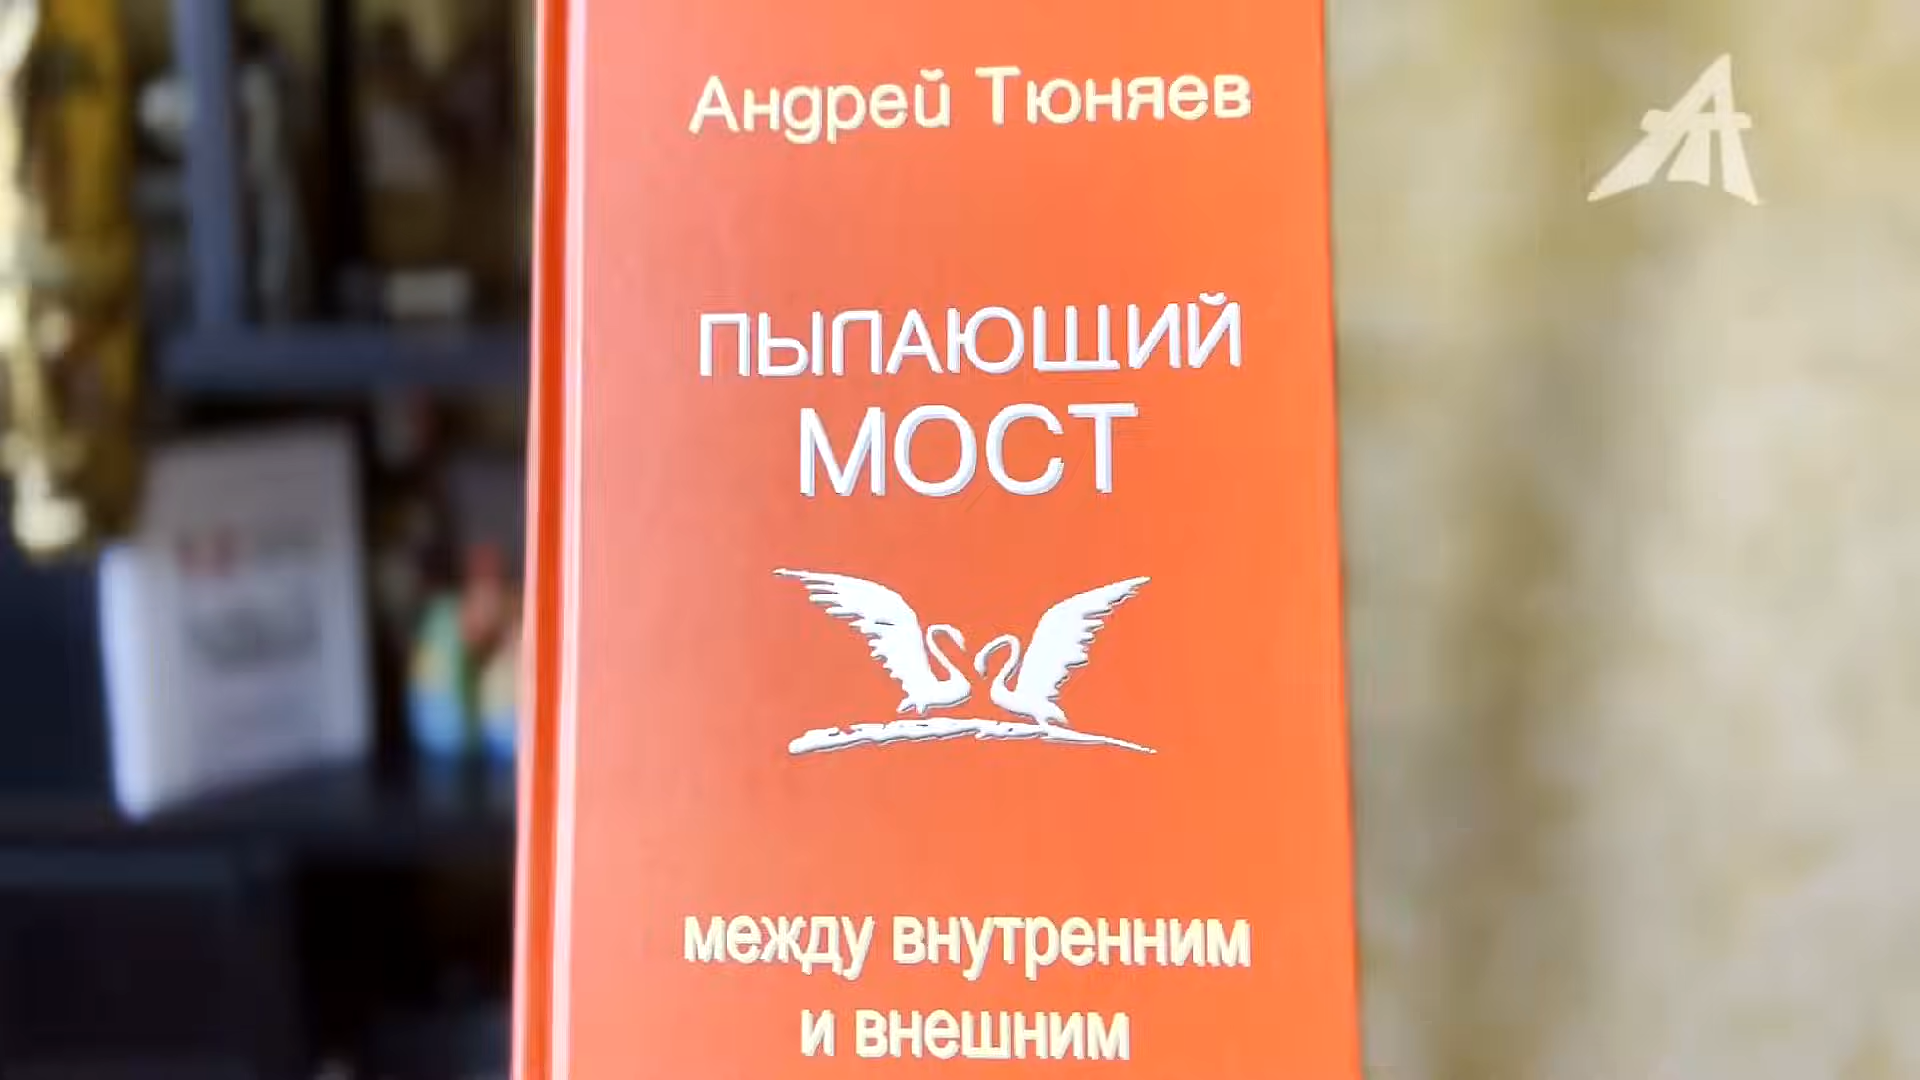 Андрей Тюняев
ПЫЛАЮЩИЙ
МОСТ
между внутренним
и внешним